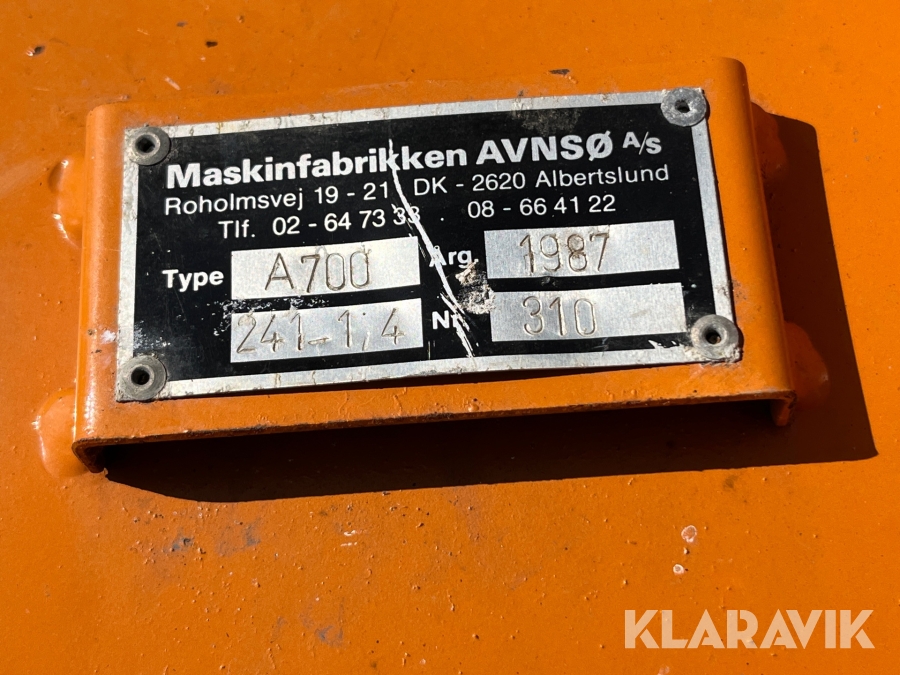 Maskinfabrikken AVNSØ A/s
Roholmsvej 19 - 21 DK - 2620 Albertslund
Tlf. 02 - 64 73 33 · 08 - 66 41 22
Type A700 Årg. 1987
241-1,4 Nr. 310
KLARAVIK